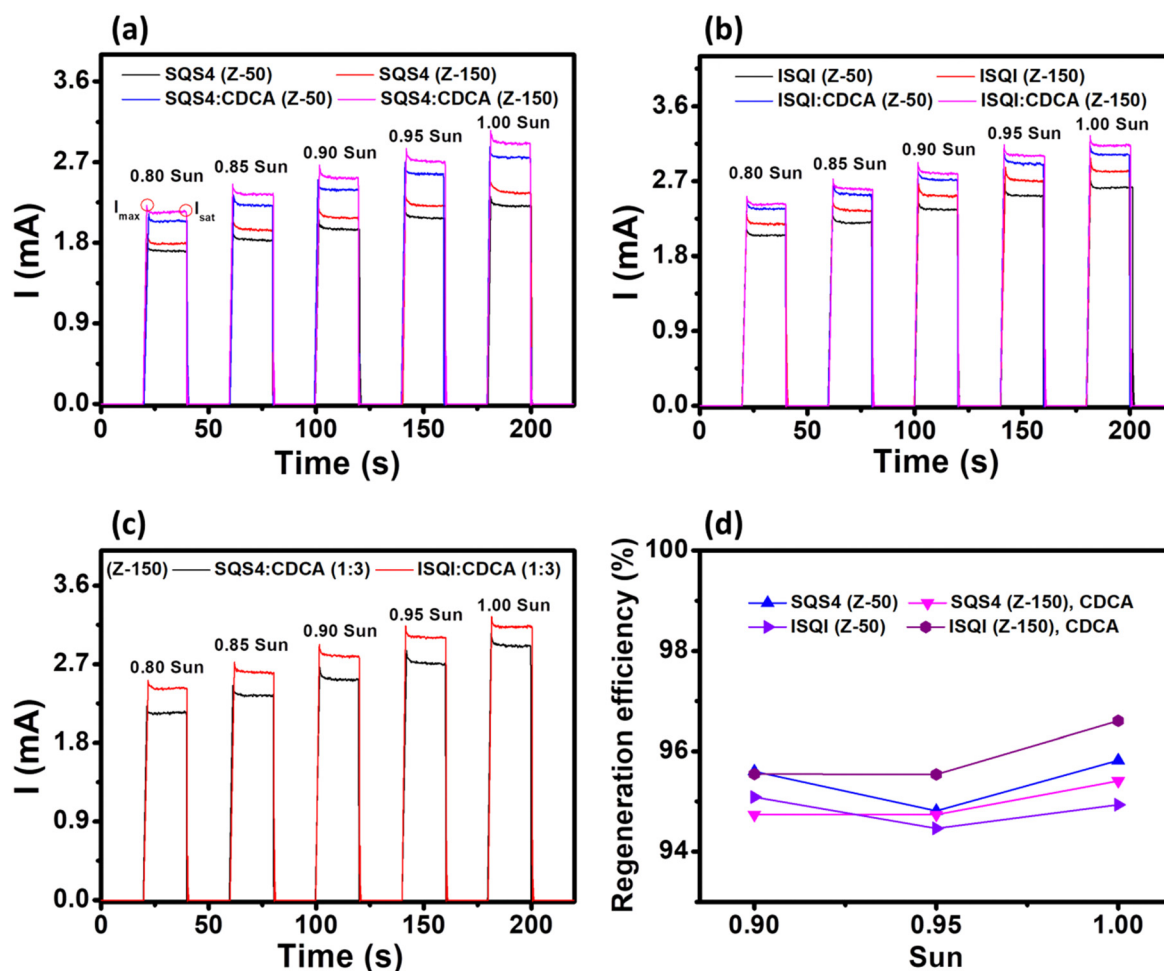 (a)
SQS4 (Z-50) SQS4 (Z-150)
SQS4:CDCA (Z-50) SQS4:CDCA (Z-150)
3.6
2.7
1.8
0.9
0.0
I (mA)
0.80 Sun
0.85 Sun
0.90 Sun
0.95 Sun
1.00 Sun
Imax
Isat
0 50 100 150 200
Time (s)
(b)
ISQI (Z-50) ISQI (Z-150)
ISQI:CDCA (Z-50) ISQI:CDCA (Z-150)
3.6
2.7
1.8
0.9
0.0
I (mA)
0.80 Sun
0.85 Sun
0.90 Sun
0.95 Sun
1.00 Sun
0 50 100 150 200
Time (s)
(c)
(Z-150) SQS4:CDCA (1:3) ISQI:CDCA (1:3)
3.6
2.7
1.8
0.9
0.0
I (mA)
0.80 Sun
0.85 Sun
0.90 Sun
0.95 Sun
1.00 Sun
0 50 100 150 200
Time (s)
(d)
SQS4 (Z-50) SQS4 (Z-150), CDCA
ISQI (Z-50) ISQI (Z-150), CDCA
100
98
96
94
Regeneration efficiency (%)
0.90 0.95 1.00
Sun